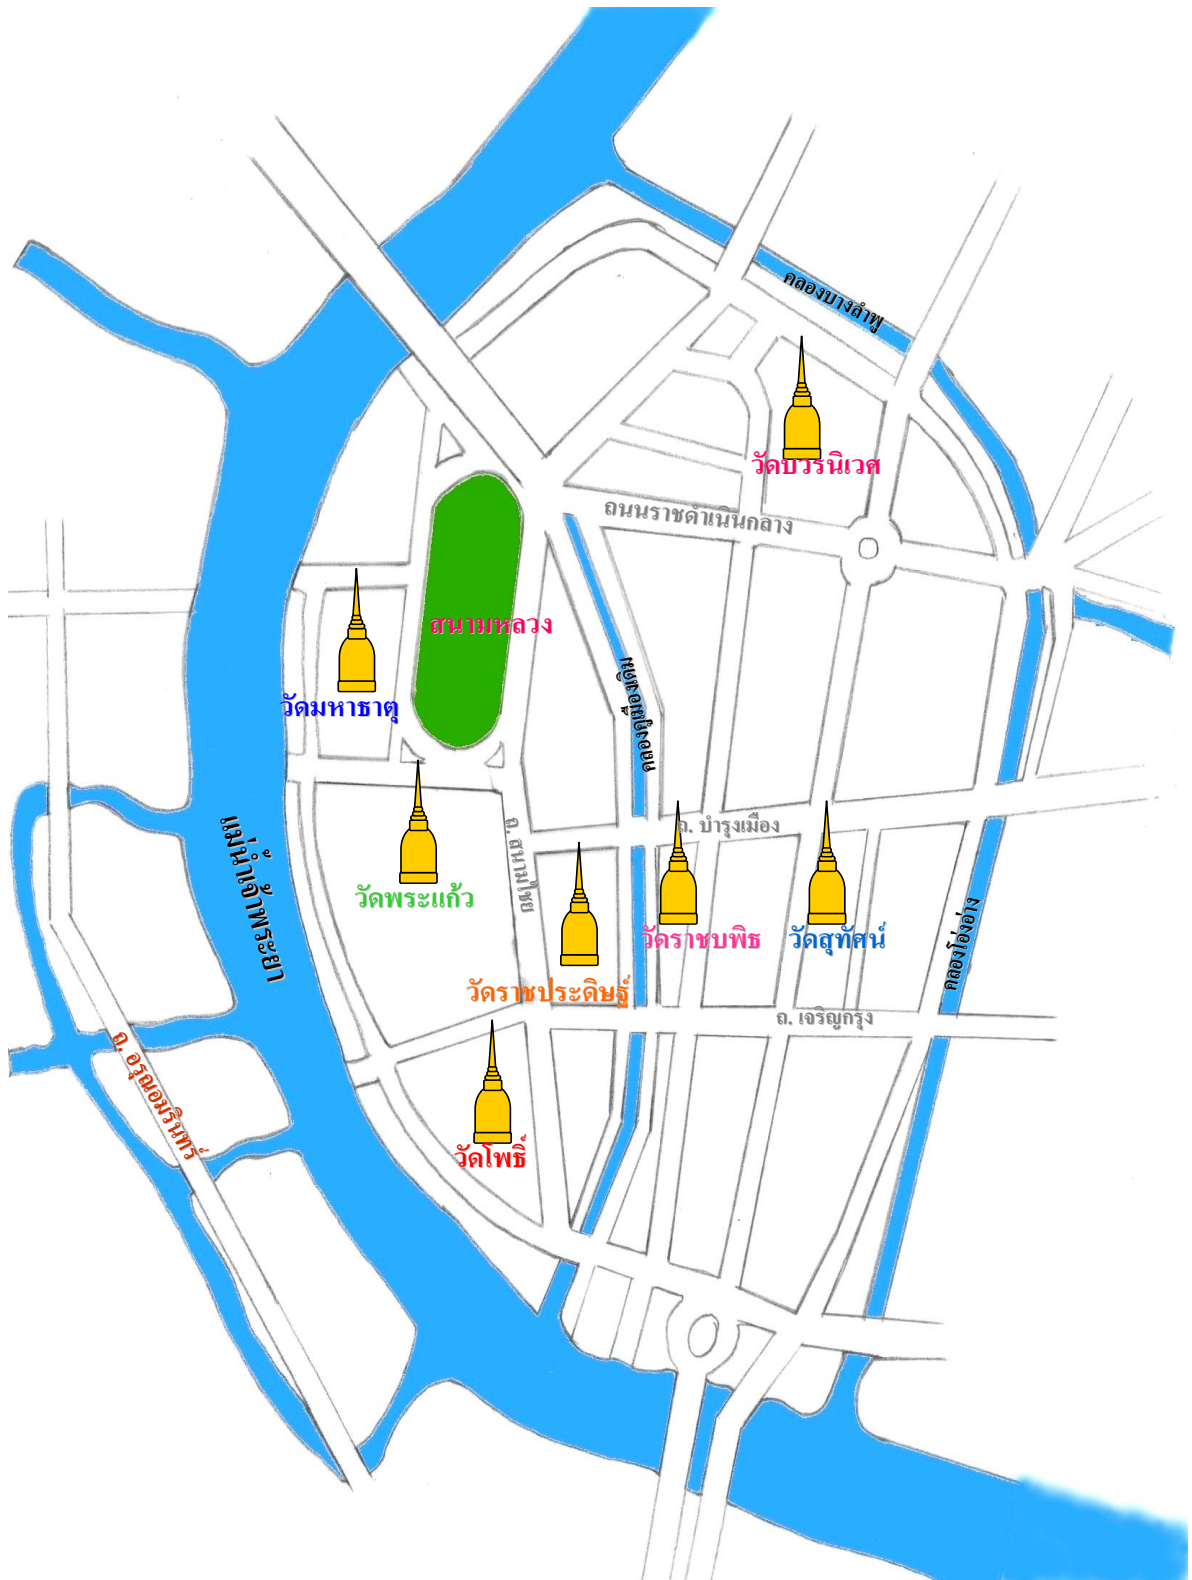 คลองบางลำพู
วัดบวรนิเวศ
ถนนราชดำเนินกลาง
สนามหลวง
คลองคูเมืองเดิม
วัดมหาธาตุ
แม่น้ำเจ้าพระยา
ถ. สนามไชย
ถ. บำรุงเมือง
วัดพระแก้ว
วัดราชบพิธ
วัดสุทัศน์
คลองโอ่งอ่าง
วัดราชประดิษฐ์
ถ. เจริญกรุง
ถ. อรุณอมรินทร์
วัดโพธิ์